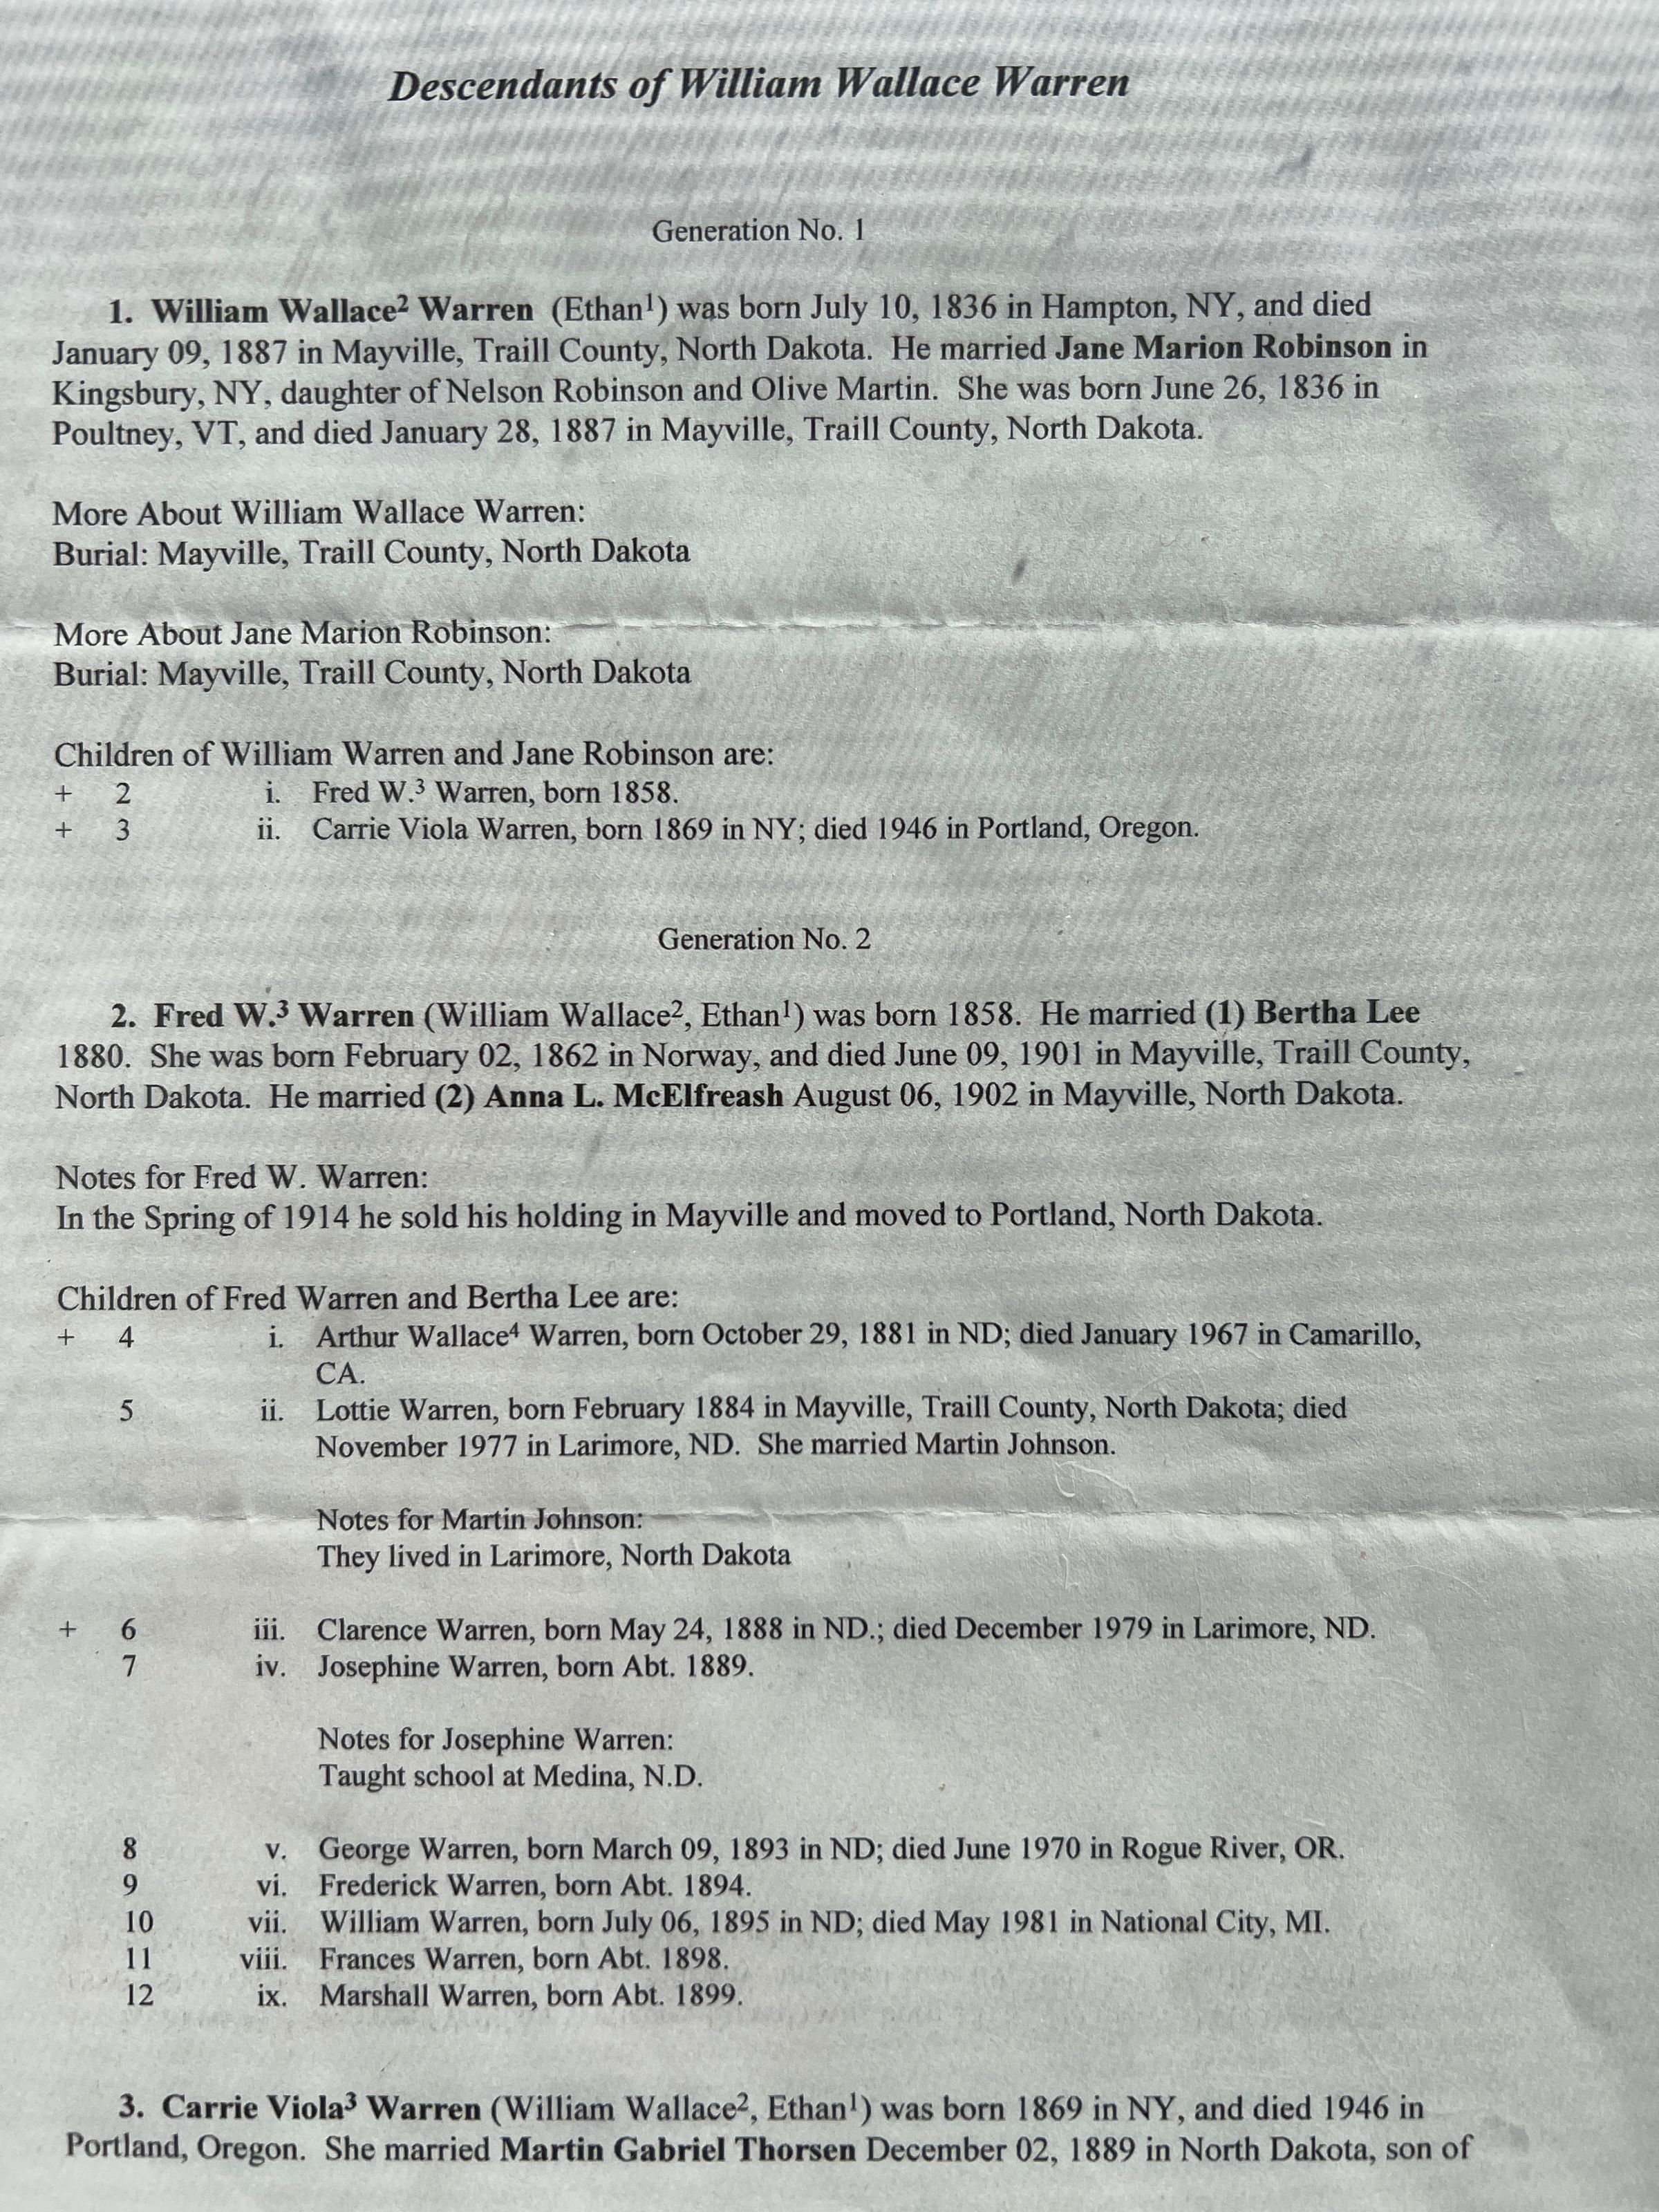 Descendants of William Wallace Warren
Generation No. 1
1. William Wallace² Warren (Ethan¹) was born July 10, 1836 in Hampton, NY, and died
January 09, 1887 in Mayville, Traill County, North Dakota. He married Jane Marion Robinson in
Kingsbury, NY, daughter of Nelson Robinson and Olive Martin. She was born June 26, 1836 in
Poultney, VT, and died January 28, 1887 in Mayville, Traill County, North Dakota.
More About William Wallace Warren:
Burial: Mayville, Traill County, North Dakota
More About Jane Marion Robinson:
Burial: Mayville, Traill County, North Dakota
Children of William Warren and Jane Robinson are:
+ 2 i. Fred W.³ Warren, born 1858.
+ 3 ii. Carrie Viola Warren, born 1869 in NY; died 1946 in Portland, Oregon.
Generation No. 2
2. Fred W.³ Warren (William Wallace², Ethan¹) was born 1858. He married (1) Bertha Lee
1880. She was born February 02, 1862 in Norway, and died June 09, 1901 in Mayville, Traill County,
North Dakota. He married (2) Anna L. McElfreash August 06, 1902 in Mayville, North Dakota.
Notes for Fred W. Warren:
In the Spring of 1914 he sold his holding in Mayville and moved to Portland, North Dakota.
Children of Fred Warren and Bertha Lee are:
+ 4 i. Arthur Wallace⁴ Warren, born October 29, 1881 in ND; died January 1967 in Camarillo,
CA.
5 ii. Lottie Warren, born February 1884 in Mayville, Traill County, North Dakota; died
November 1977 in Larimore, ND. She married Martin Johnson.
Notes for Martin Johnson:
They lived in Larimore, North Dakota
+ 6 iii. Clarence Warren, born May 24, 1888 in ND.; died December 1979 in Larimore, ND.
7 iv. Josephine Warren, born Abt. 1889.
Notes for Josephine Warren:
Taught school at Medina, N.D.
8 v. George Warren, born March 09, 1893 in ND; died June 1970 in Rogue River, OR.
9 vi. Frederick Warren, born Abt. 1894.
10 vii. William Warren, born July 06, 1895 in ND; died May 1981 in National City, MI.
11 viii. Frances Warren, born Abt. 1898.
12 ix. Marshall Warren, born Abt. 1899.
3. Carrie Viola³ Warren (William Wallace², Ethan¹) was born 1869 in NY, and died 1946 in
Portland, Oregon. She married Martin Gabriel Thorsen December 02, 1889 in North Dakota, son of